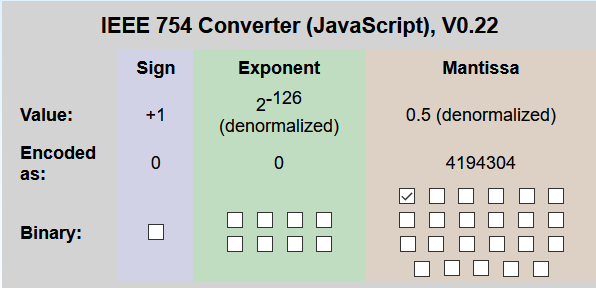 IEEE 754 Converter (JavaScript), V0.22
Sign Exponent Mantissa
Value: +1 2-126 (denormalized) 0.5 (denormalized)
Encoded as: 0 0 4194304
Binary: